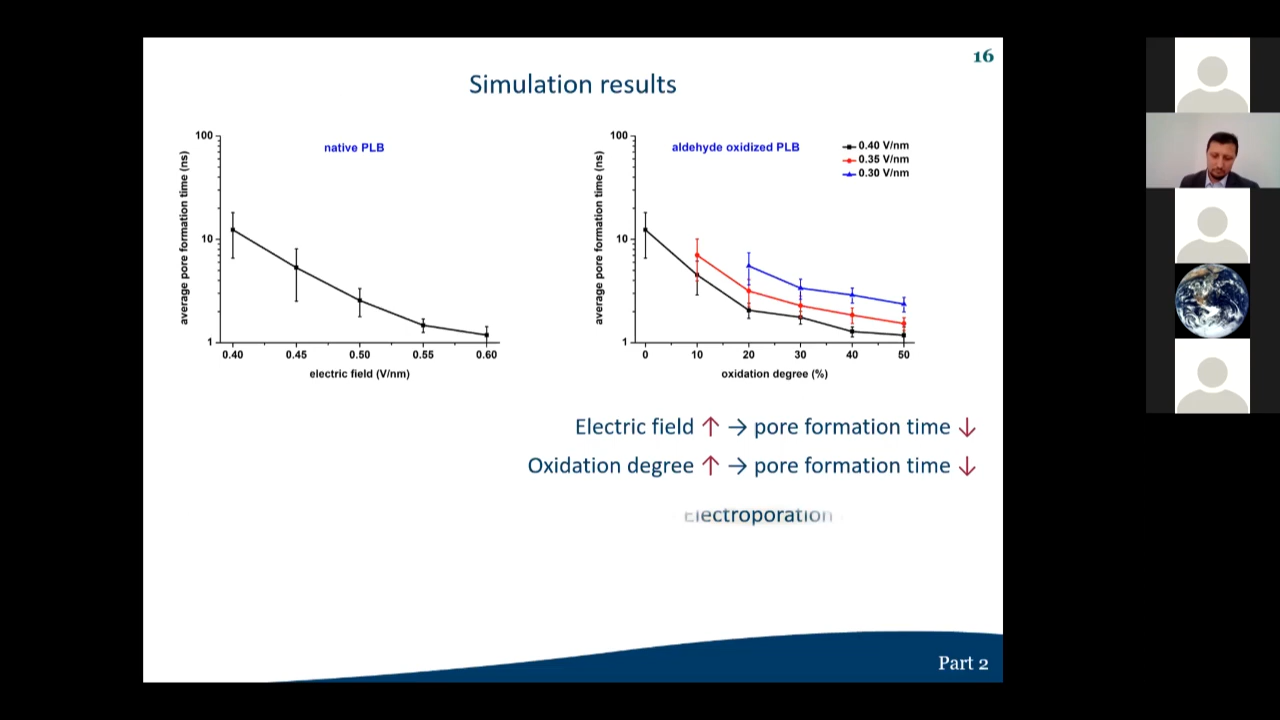 16
Simulation results
100
10
1
average pore formation time (ns)
native PLB
0.40 0.45 0.50 0.55 0.60
electric field (V/nm)
100
10
1
average pore formation time (ns)
aldehyde oxidized PLB
0.40 V/nm
0.35 V/nm
0.30 V/nm
0 10 20 30 40 50
oxidation degree (%)
Electric field ↑ → pore formation time ↓
Oxidation degree ↑ → pore formation time ↓
Electroporation
Part 2